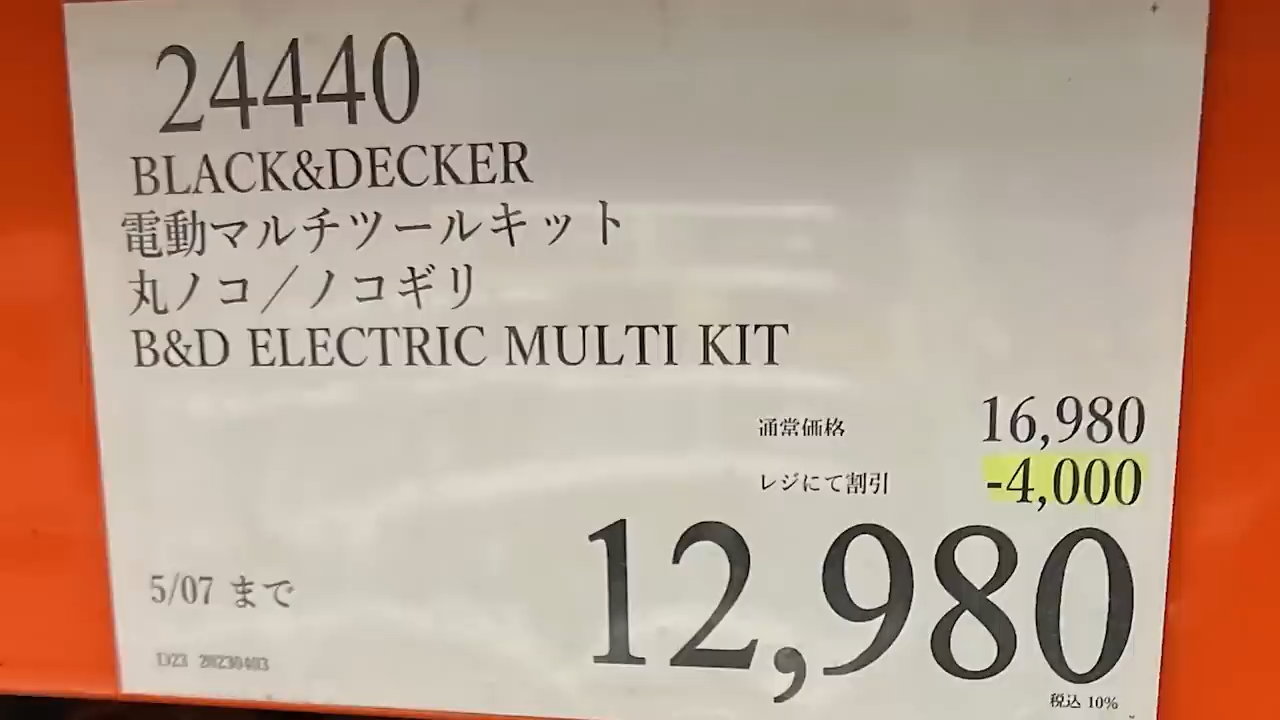 24440
BLACK&DECKER
電動マルチツールキット
丸ノコ/ノコギリ
B&D ELECTRIC MULTI KIT
通常価格 16,980
レジにて割引 -4,000
12,980
5/07 まで
20230403
税込 10%